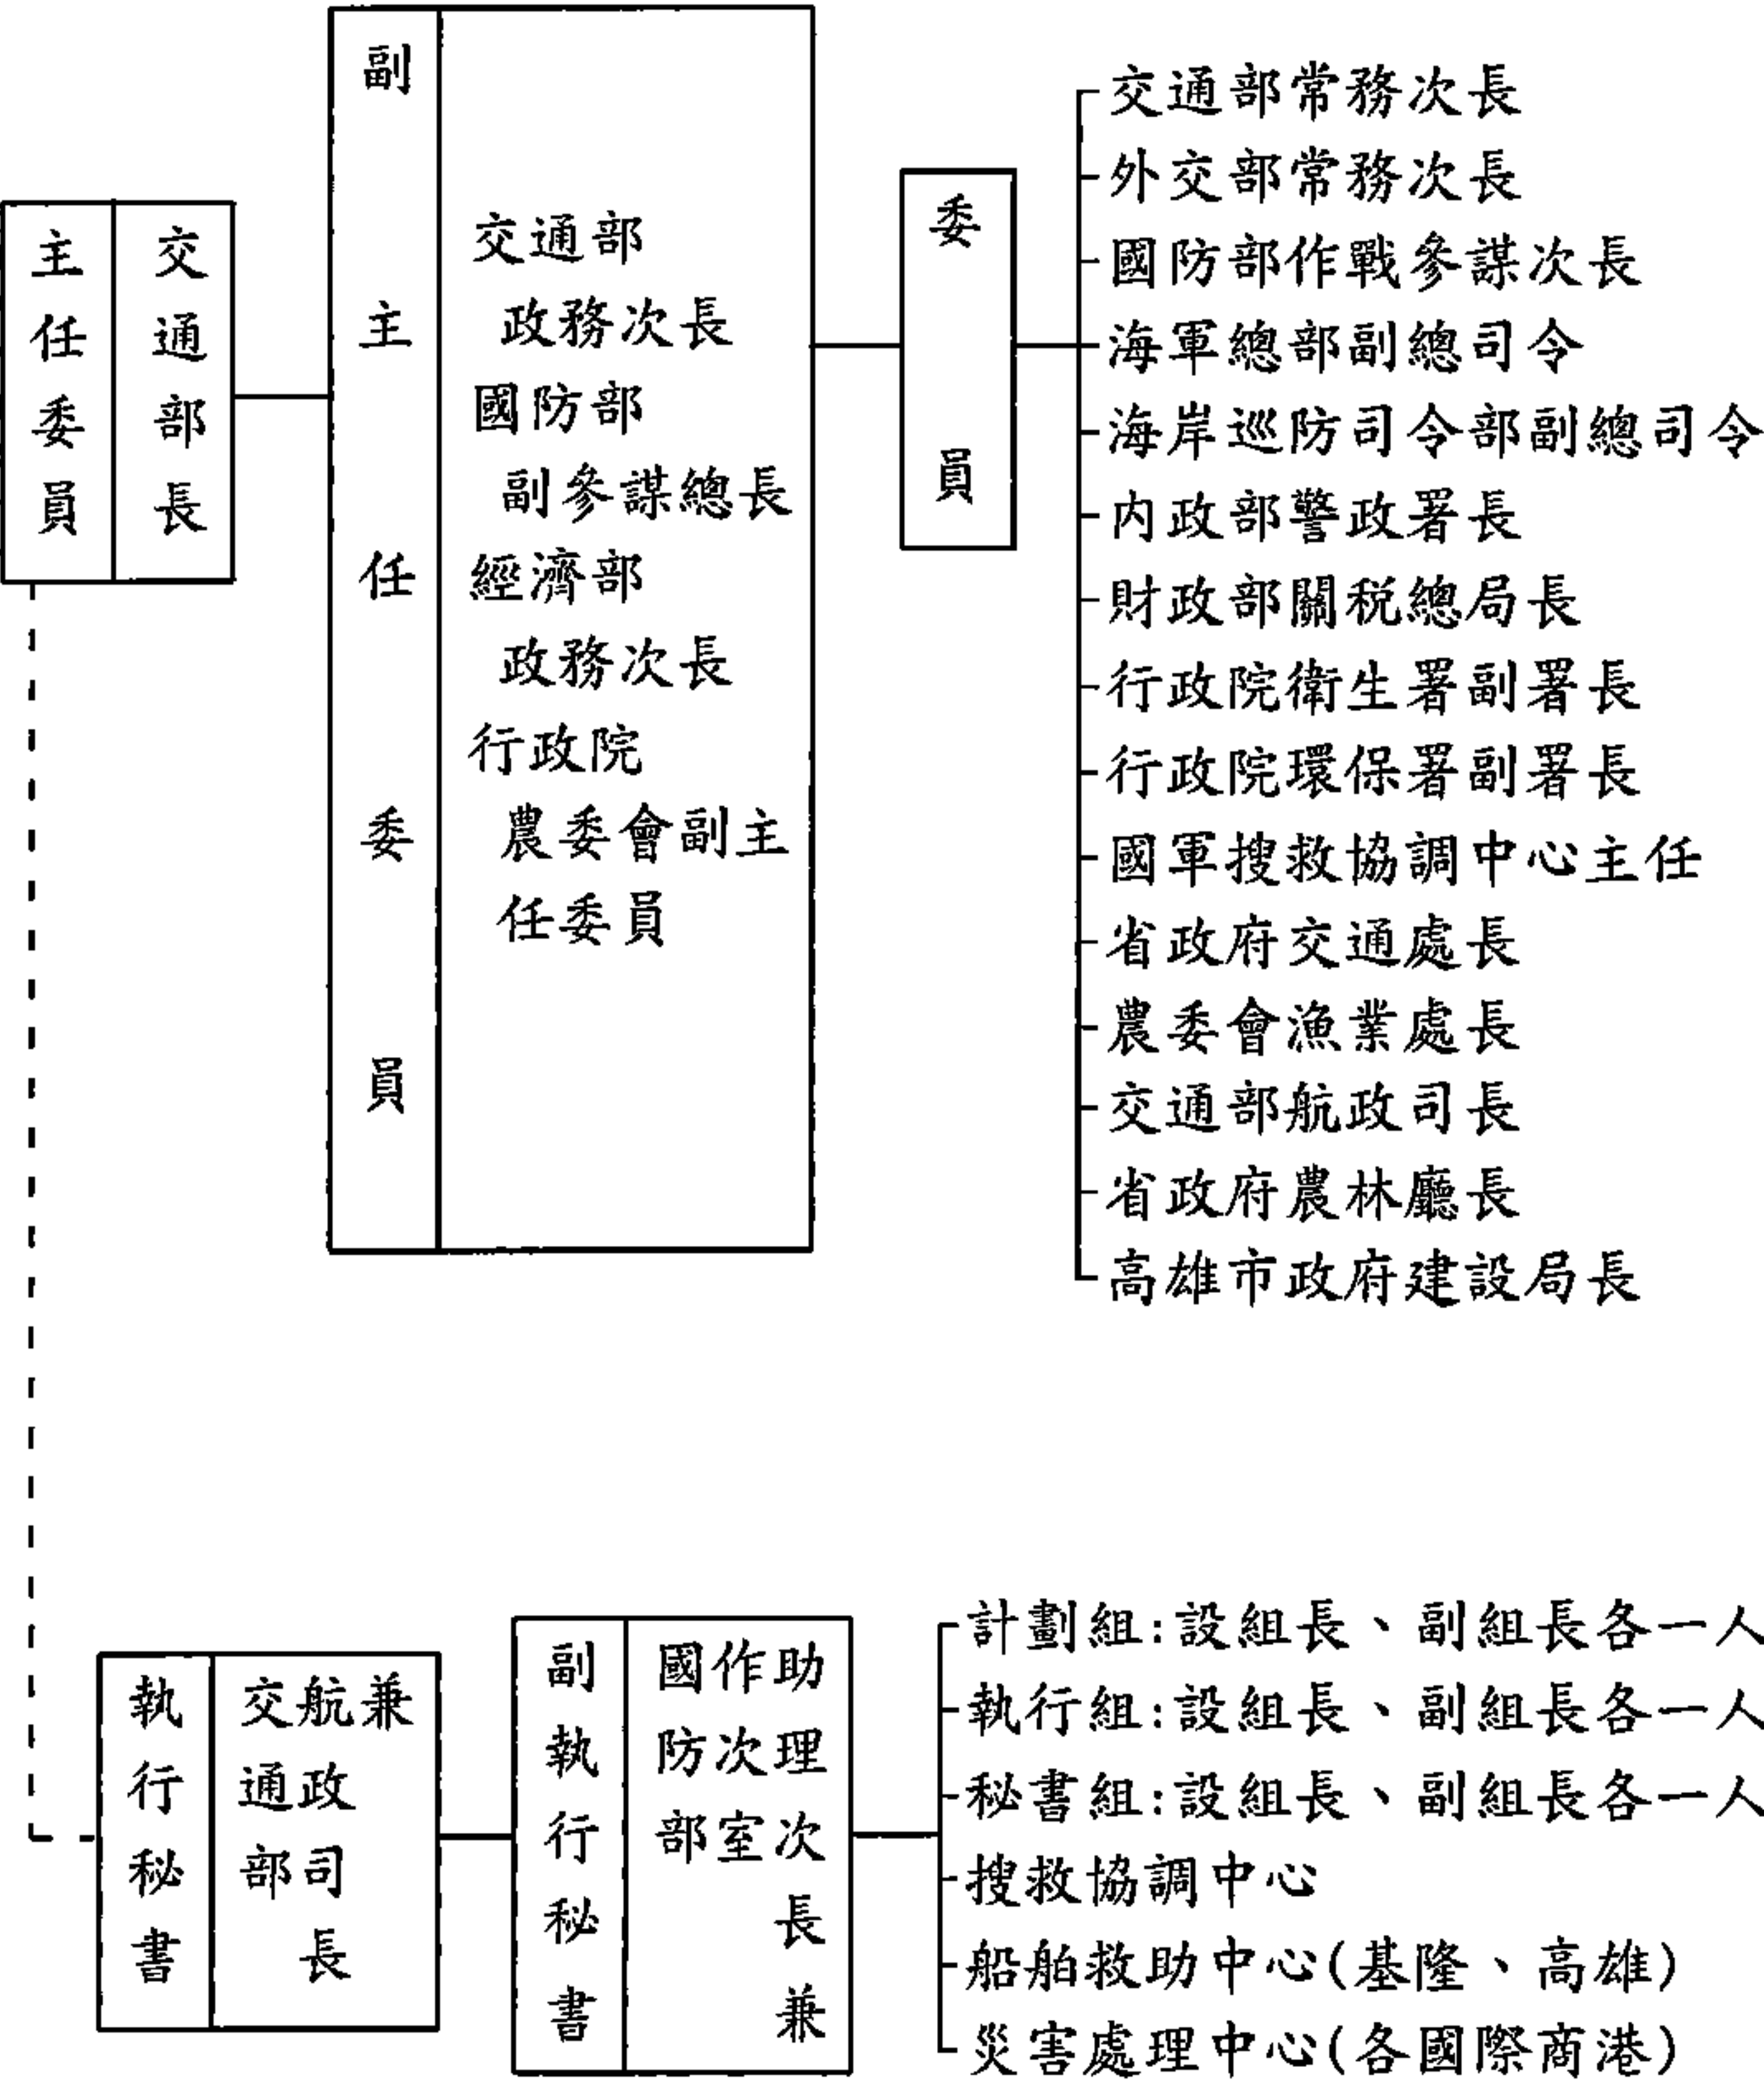 主任委員
交通部長
副主任委員
交通部
政務次長
國防部
副參謀總長
經濟部
政務次長
行政院
農委會副主
任委員
委員
交通部常務次長
外交部常務次長
國防部作戰參謀次長
海軍總部副總司令
海岸巡防司令部副總司令
内政部警政署長
財政部關税總局長
行政院衛生署副署長
行政院環保署副署長
國軍搜救協調中心主任
省政府交通處長
農委會漁業處長
交通部航政司長
省政府農林廳長
高雄市政府建設局長
執行秘書
交通部
航政司長
兼
副執行秘書
國防部
作次室
助理次長兼
計劃組:設組長、副組長各一人
執行組:設組長、副組長各一人
秘書組:設組長、副組長各一人
搜救協調中心
船舶救助中心(基隆、高雄)
災害處理中心(各國際商港)